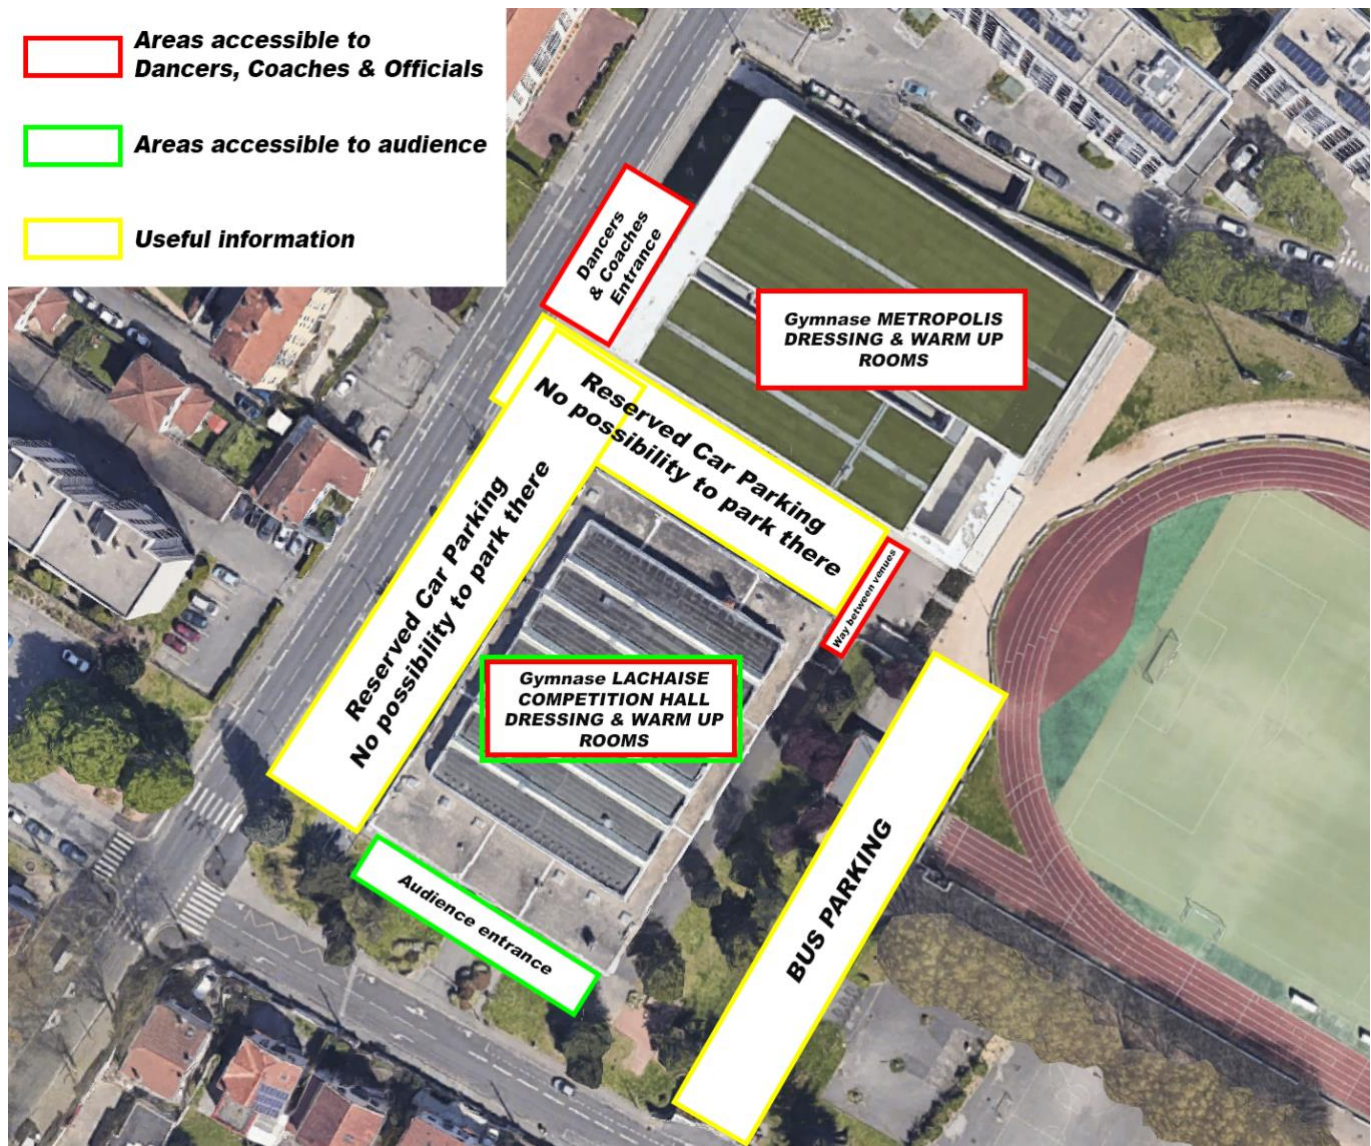 Areas accessible to
Dancers, Coaches & Officials
Areas accessible to audience
Useful information
Dancers
& Coaches
Entrance
Gymnase METROPOLIS
DRESSING & WARM UP
ROOMS
Reserved Car Parking
No possibility to park there
Reserved Car Parking
No possibility to park there
Way between venues
Gymnase LACHAISE
COMPETITION HALL
DRESSING & WARM UP
ROOMS
BUS PARKING
Audience entrance